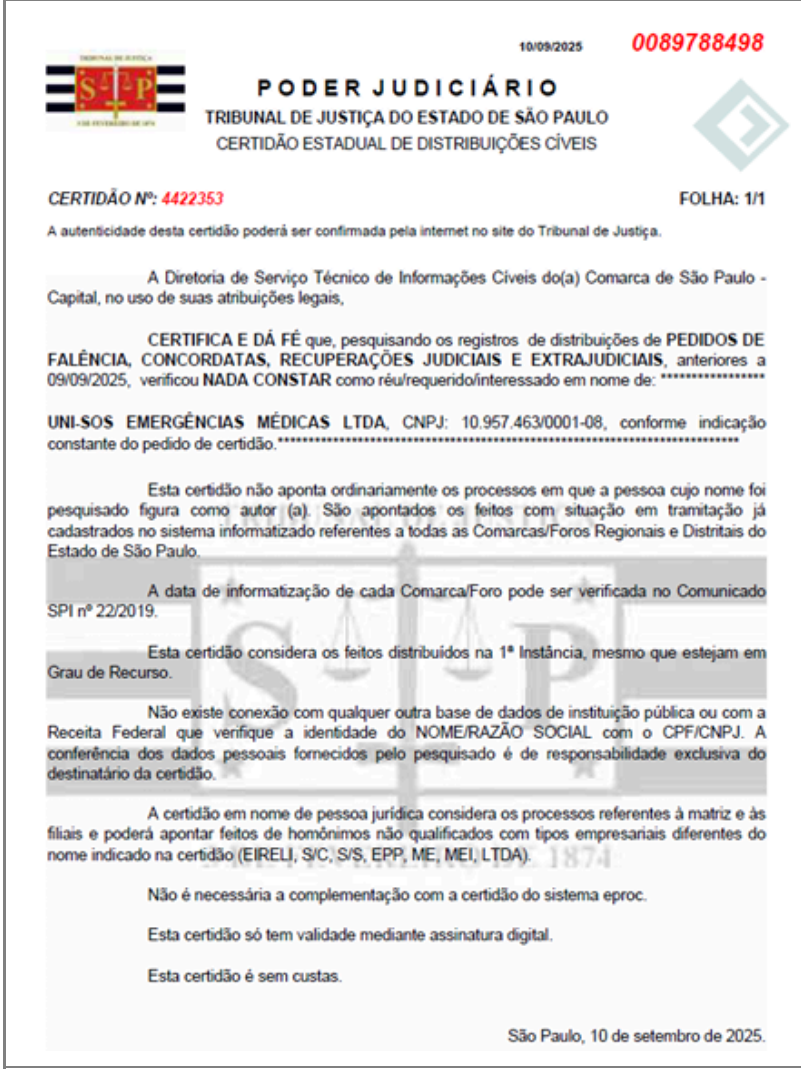 10/09/2025 0089788498
TRIBUNAL DE JUSTIÇA
S P
3 DE FEVEREIRO DE 1874
PODER JUDICIÁRIO
TRIBUNAL DE JUSTIÇA DO ESTADO DE SÃO PAULO
CERTIDÃO ESTADUAL DE DISTRIBUIÇÕES CÍVEIS
CERTIDÃO Nº: 4422353 FOLHA: 1/1
A autenticidade desta certidão poderá ser confirmada pela internet no site do Tribunal de Justiça.
A Diretoria de Serviço Técnico de Informações Cíveis do(a) Comarca de São Paulo -
Capital, no uso de suas atribuições legais,
CERTIFICA E DÁ FÉ que, pesquisando os registros de distribuições de PEDIDOS DE
FALÊNCIA, CONCORDATAS, RECUPERAÇÕES JUDICIAIS E EXTRAJUDICIAIS, anteriores a
09/09/2025, verificou NADA CONSTAR como réu/requerido/interessado em nome de: *****************
UNI-SOS EMERGÊNCIAS MÉDICAS LTDA, CNPJ: 10.957.463/0001-08, conforme indicação
constante do pedido de certidão.******************************************************************************
Esta certidão não aponta ordinariamente os processos em que a pessoa cujo nome foi
pesquisado figura como autor (a). São apontados os feitos com situação em tramitação já
cadastrados no sistema informatizado referentes a todas as Comarcas/Foros Regionais e Distritais do
Estado de São Paulo.
A data de informatização de cada Comarca/Foro pode ser verificada no Comunicado
SPI nº 22/2019.
Esta certidão considera os feitos distribuídos na 1ª Instância, mesmo que estejam em
Grau de Recurso.
Não existe conexão com qualquer outra base de dados de instituição pública ou com a
Receita Federal que verifique a identidade do NOME/RAZÃO SOCIAL com o CPF/CNPJ. A
conferência dos dados pessoais fornecidos pelo pesquisado é de responsabilidade exclusiva do
destinatário da certidão.
A certidão em nome de pessoa jurídica considera os processos referentes à matriz e às
filiais e poderá apontar feitos de homônimos não qualificados com tipos empresariais diferentes do
nome indicado na certidão (EIRELI, S/C, S/S, EPP, ME, MEI, LTDA).
Não é necessária a complementação com a certidão do sistema eproc.
Esta certidão só tem validade mediante assinatura digital.
Esta certidão é sem custas.
São Paulo, 10 de setembro de 2025.